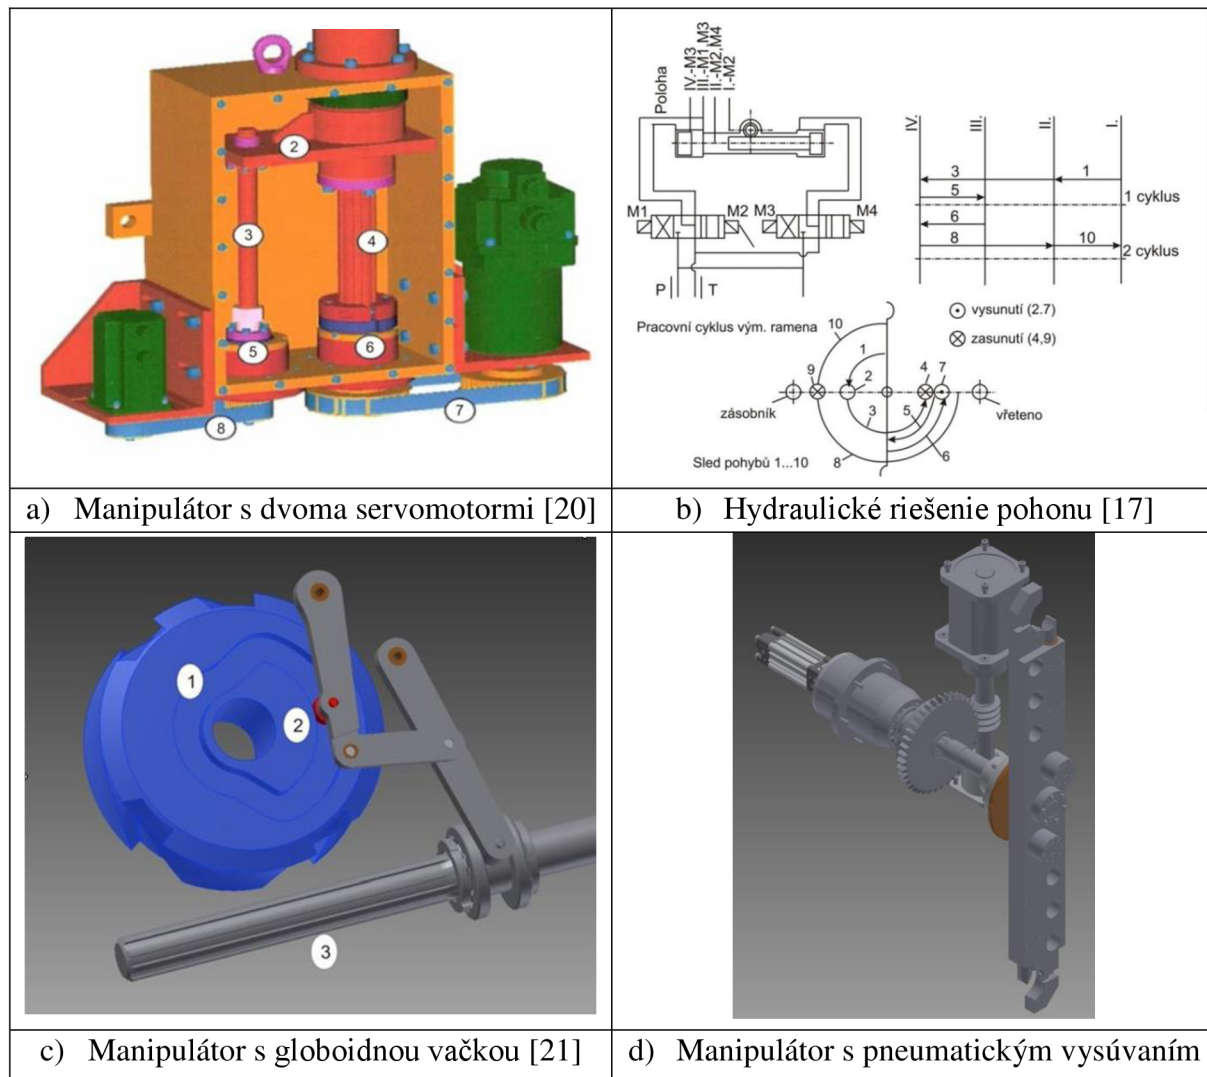 2
3
4
5
6
7
8
a) Manipulátor s dvoma servomotormi [20]
Poloha
IV.-M3
III.-M1,M3
II.-M2,M4
I.-M2
M1
M2
M3
M4
P
T
IV.
III.
II.
I.
3
1
5
1 cyklus
6
8
10
2 cyklus
vysunutí (2.7)
zasunutí (4,9)
Pracovní cyklus vým. ramena
10
1
9
2
4
7
zásobník
3
5
vřeteno
8
6
Sled pohybů 1...10
b) Hydraulické riešenie pohonu [17]
1
2
3
c) Manipulátor s globoidnou vačkou [21]
d) Manipulátor s pneumatickým vysúvaním